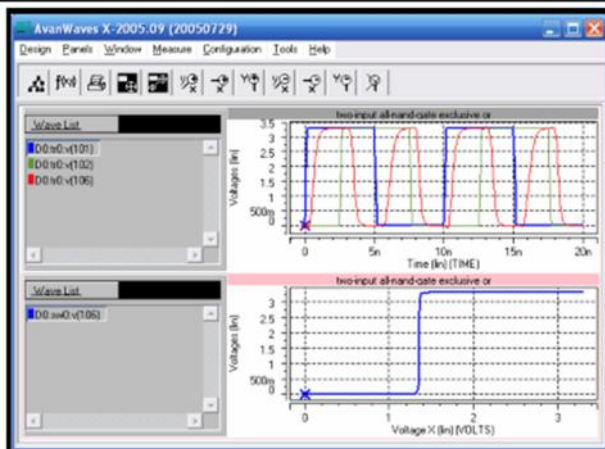 AvanWaves X-2005.09 (20050729)
Design Panels Window Measure Configuration Tools Help
Wave List
D0:tr0:v(101)
D0:tr0:v(102)
D0:tr0:v(106)
two-input all-nand-gate exclusive or
Voltages (lin)
3.5
3
2.5
2
1.5
1
500m
0
0 5n 10n 15n 20n
Time (lin) (TIME)
Wave List
D0:sw0:v(106)
two-input all-nand-gate exclusive or
Voltages (lin)
3
2.5
2
1.5
1
500m
0
0 1 2 3
Voltage X (lin) (VOLTS)